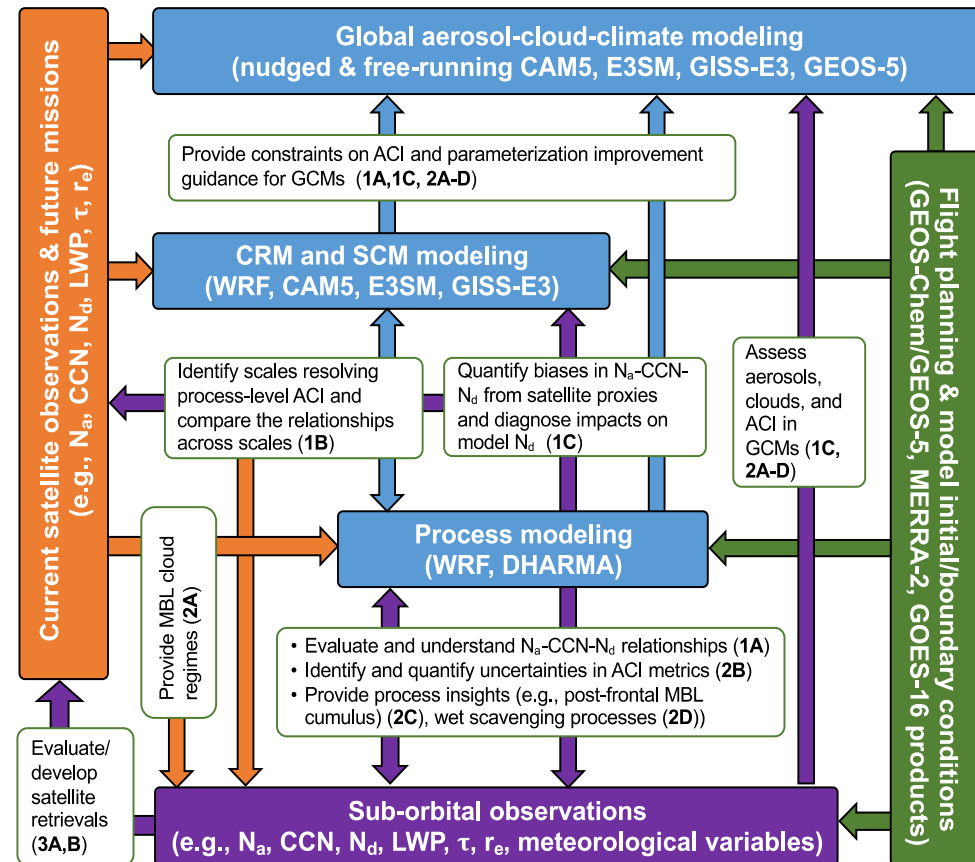 Global aerosol-cloud-climate modeling
(nudged & free-running CAM5, E3SM, GISS-E3, GEOS-5)
Current satellite observations & future missions
(e.g., Nₐ, CCN, N_d, LWP, τ, rₑ)
Provide constraints on ACI and parameterization improvement
guidance for GCMs (1A,1C, 2A-D)
Flight planning & model initial/boundary conditions
(GEOS-Chem/GEOS-5, MERRA-2, GOES-16 products)
CRM and SCM modeling
(WRF, CAM5, E3SM, GISS-E3)
Identify scales resolving
process-level ACI and
compare the relationships
across scales (1B)
Quantify biases in Nₐ-CCN-
N_d from satellite proxies
and diagnose impacts on
model N_d (1C)
Assess
aerosols,
clouds, and
ACI in
GCMs (1C,
2A-D)
Process modeling
(WRF, DHARMA)
Provide MBL cloud
regimes (2A)
• Evaluate and understand Nₐ-CCN-N_d relationships (1A)
• Identify and quantify uncertainties in ACI metrics (2B)
• Provide process insights (e.g., post-frontal MBL
cumulus) (2C), wet scavenging processes (2D))
Evaluate/
develop
satellite
retrievals
(3A,B)
Sub-orbital observations
(e.g., Nₐ, CCN, N_d, LWP, τ, rₑ, meteorological variables)